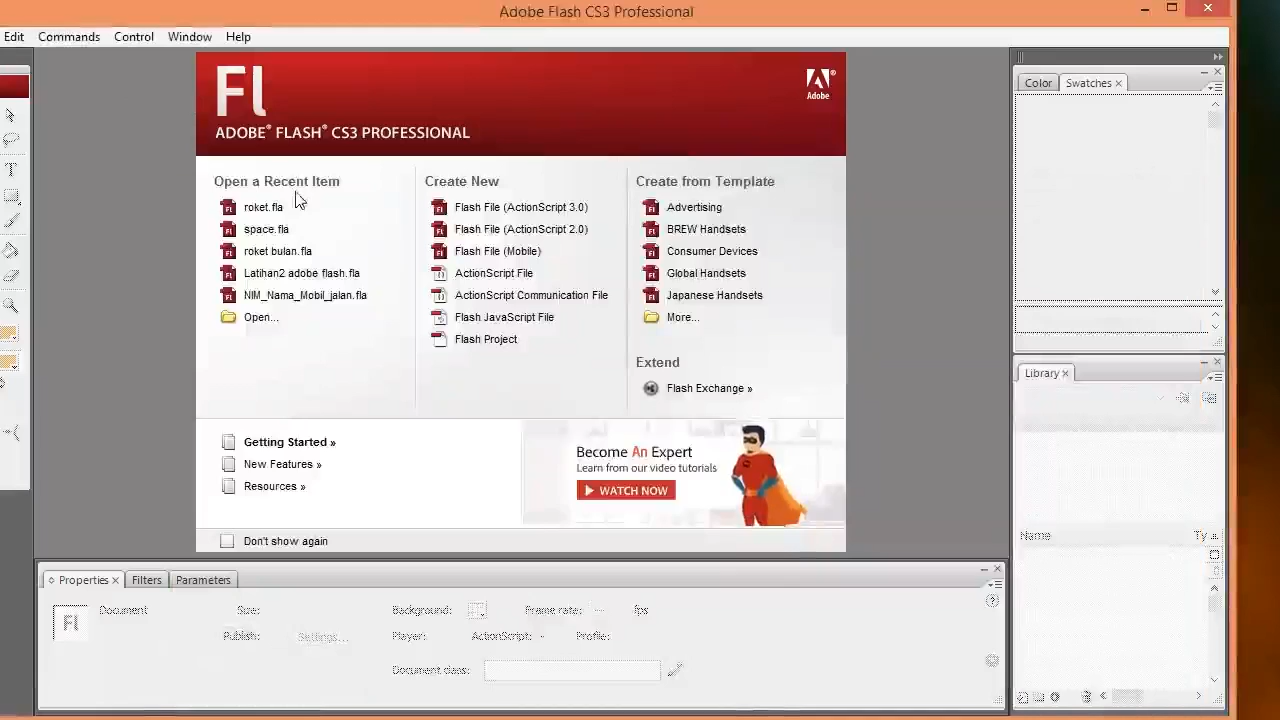 Adobe Flash CS3 Professional
Edit Commands Control Window Help
Fl
Adobe
ADOBE® FLASH® CS3 PROFESSIONAL
Color Swatches
Open a Recent Item
roket.fla
space.fla
roket bulan.fla
Latihan2 adobe flash.fla
NIM_Nama_Mobil_jalan.fla
Open...
Create New
Flash File (ActionScript 3.0)
Flash File (ActionScript 2.0)
Flash File (Mobile)
ActionScript File
ActionScript Communication File
Flash JavaScript File
Flash Project
Create from Template
Advertising
BREW Handsets
Consumer Devices
Global Handsets
Japanese Handsets
More...
Extend
Flash Exchange »
Getting Started »
New Features »
Resources »
Become An Expert
Learn from our video tutorials
WATCH NOW
Don't show again
Library
Name Ty
Properties Filters Parameters
Fl
Document Size: Background: Frame rate: --- fps
Publish: Settings... Player: ActionScript: - Profile:
Document class: